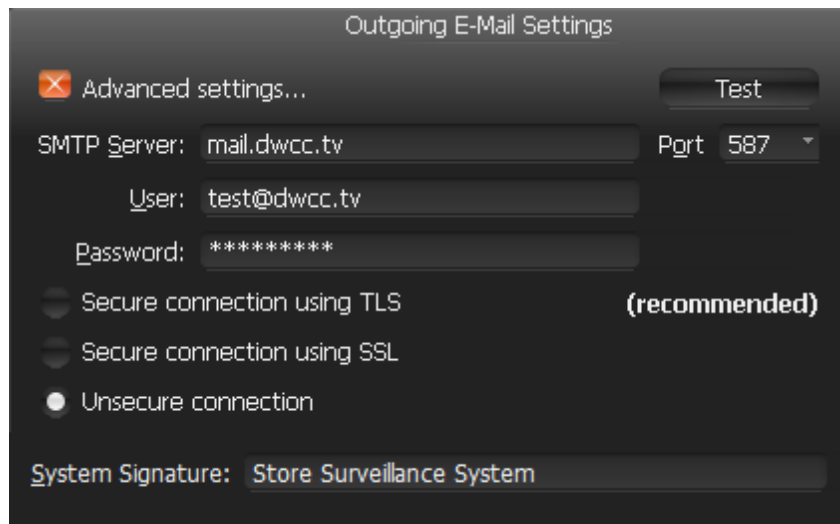 Outgoing E-Mail Settings
Advanced settings... Test
SMTP Server: mail.dwcc.tv Port 587
User: test@dwcc.tv
Password: *********
Secure connection using TLS (recommended)
Secure connection using SSL
Unsecure connection
System Signature: Store Surveillance System